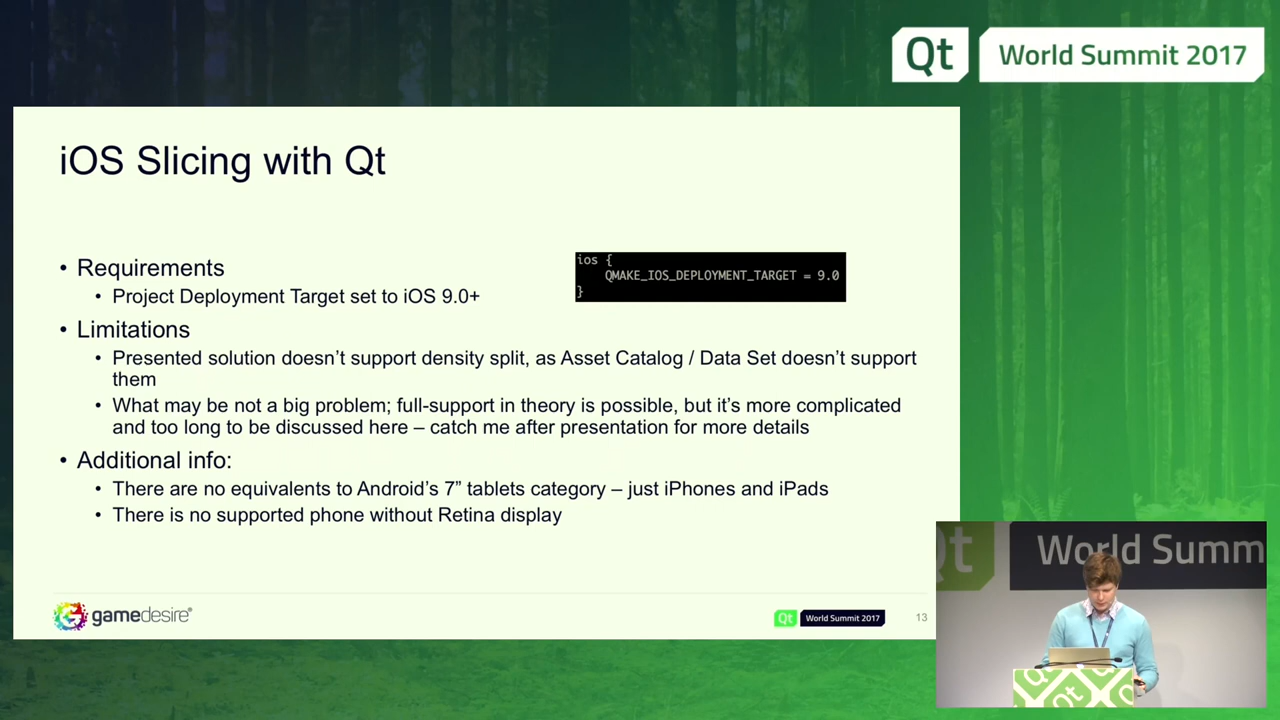 Qt World Summit 2017
iOS Slicing with Qt
• Requirements
• Project Deployment Target set to iOS 9.0+
ios {
QMAKE_IOS_DEPLOYMENT_TARGET = 9.0
}
• Limitations
• Presented solution doesn't support density split, as Asset Catalog / Data Set doesn't support
them
• What may be not a big problem; full-support in theory is possible, but it's more complicated
and too long to be discussed here – catch me after presentation for more details
• Additional info:
• There are no equivalents to Android's 7” tablets category – just iPhones and iPads
• There is no supported phone without Retina display
gamedesire®
Qt World Summit 2017
13
Qt World Summ
Qt